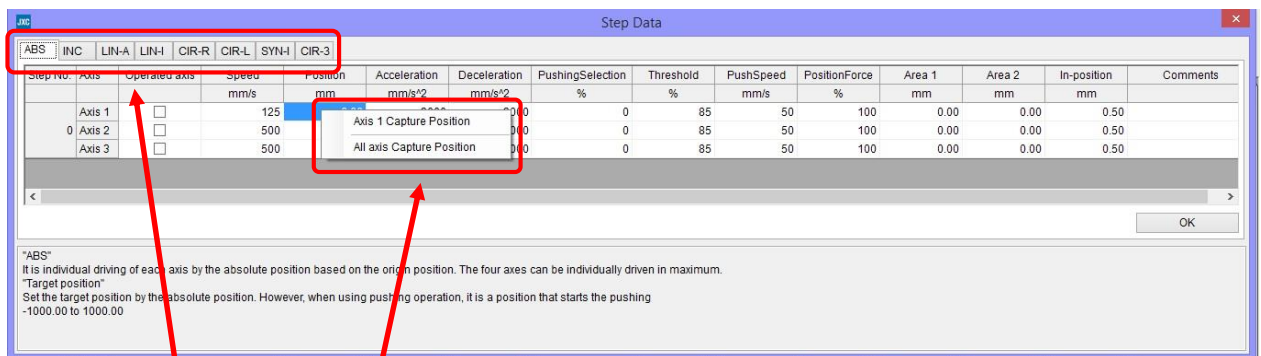 JXC Step Data ×
ABS INC LIN-A LIN-I CIR-R CIR-L SYN-I CIR-3
Step No. Axis Operated axis Speed Position Acceleration Deceleration PushingSelection Threshold PushSpeed PositionForce Area 1 Area 2 In-position Comments
mm/s mm mm/s^2 mm/s^2 % % mm/s % mm mm mm
Axis 1 125 0 85 50 100 0.00 0.00 0.50
0 Axis 2 500 0 85 50 100 0.00 0.00 0.50
Axis 3 500 0 85 50 100 0.00 0.00 0.50
Axis 1 Capture Position
All axis Capture Position
OK
"ABS"
It is individual driving of each axis by the absolute position based on the origin position. The four axes can be individually driven in maximum.
"Target position"
Set the target position by the absolute position. However, when using pushing operation, it is a position that starts the pushing
-1000.00 to 1000.00